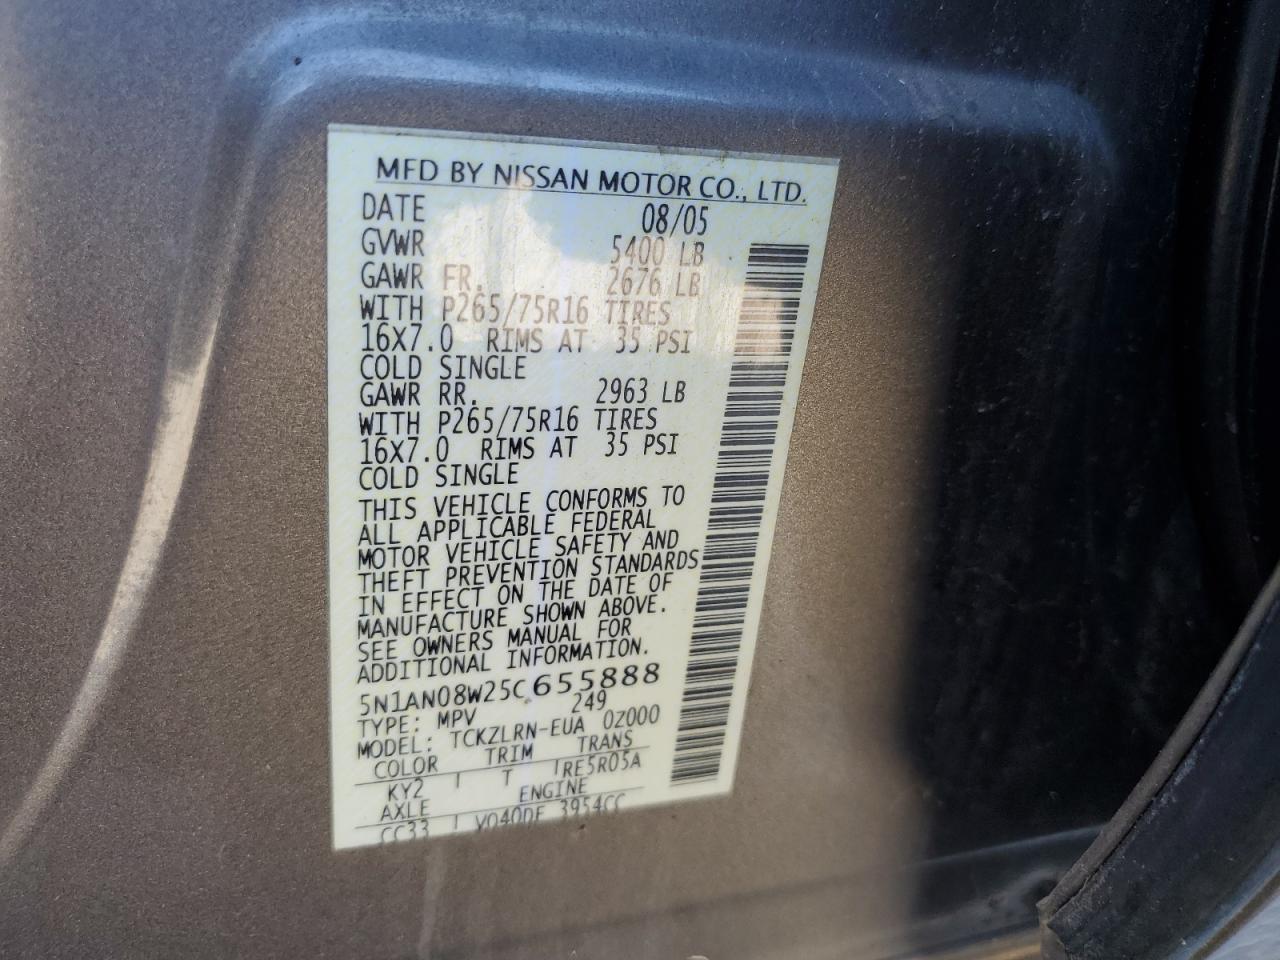 MFD BY NISSAN MOTOR CO., LTD.
DATE 08/05
GVWR 5400 LB
GAWR FR. 2676 LB
WITH P265/75R16 TIRES
16X7.0 RIMS AT 35 PSI
COLD SINGLE
GAWR RR. 2963 LB
WITH P265/75R16 TIRES
16X7.0 RIMS AT 35 PSI
COLD SINGLE
THIS VEHICLE CONFORMS TO
ALL APPLICABLE FEDERAL
MOTOR VEHICLE SAFETY AND
THEFT PREVENTION STANDARDS
IN EFFECT ON THE DATE OF
MANUFACTURE SHOWN ABOVE.
SEE OWNERS MANUAL FOR
ADDITIONAL INFORMATION.
5N1AN08W25C655888
TYPE: MPV 249
MODEL: TCKZLRN-EUA 0Z000
COLOR TRIM TRANS
KY2 T RE5R05A
AXLE ENGINE
CC33 VQ40DE 3954CC